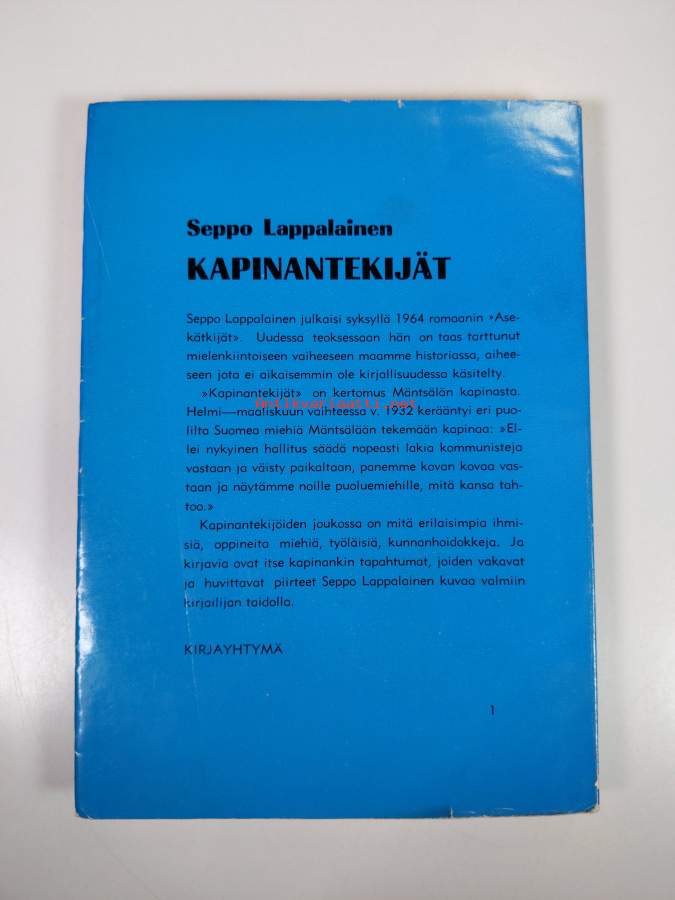 Seppo Lappalainen
KAPINANTEKIJÄT
Seppo Lappalainen julkaisi syksyllä 1964 romaanin »Ase-
kätkijät». Uudessa teoksessaan hän on taas tarttunut
mielenkiintoiseen vaiheeseen maamme historiassa, aihee-
seen jota ei aikaisemmin ole kirjallisuudessa käsitelty.
»Kapinantekijät» on kertomus Mäntsälän kapinasta.
Antikvariaatti.net
Helmi—maaliskuun vaihteessa v. 1932 kerääntyi eri puo-
lilta Suomea miehiä Mäntsälään tekemään kapinaa: »El-
lei nykyinen hallitus säädä nopeasti lakia kommunisteja
vastaan ja väisty paikaltaan, panemme kovan kovaa vas-
taan ja näytämme noille puoluemiehille, mitä kansa tah-
too.»
Kapinantekijöiden joukossa on mitä erilaisimpia ihmi-
siä, oppineita miehiä, työläisiä, kunnanhoidokkeja. Ja
kirjavia ovat itse kapinankin tapahtumat, joiden vakavat
ja huvittavat piirteet Seppo Lappalainen kuvaa valmiin
kirjailijan taidolla.
KIRJAYHTYMÄ
1